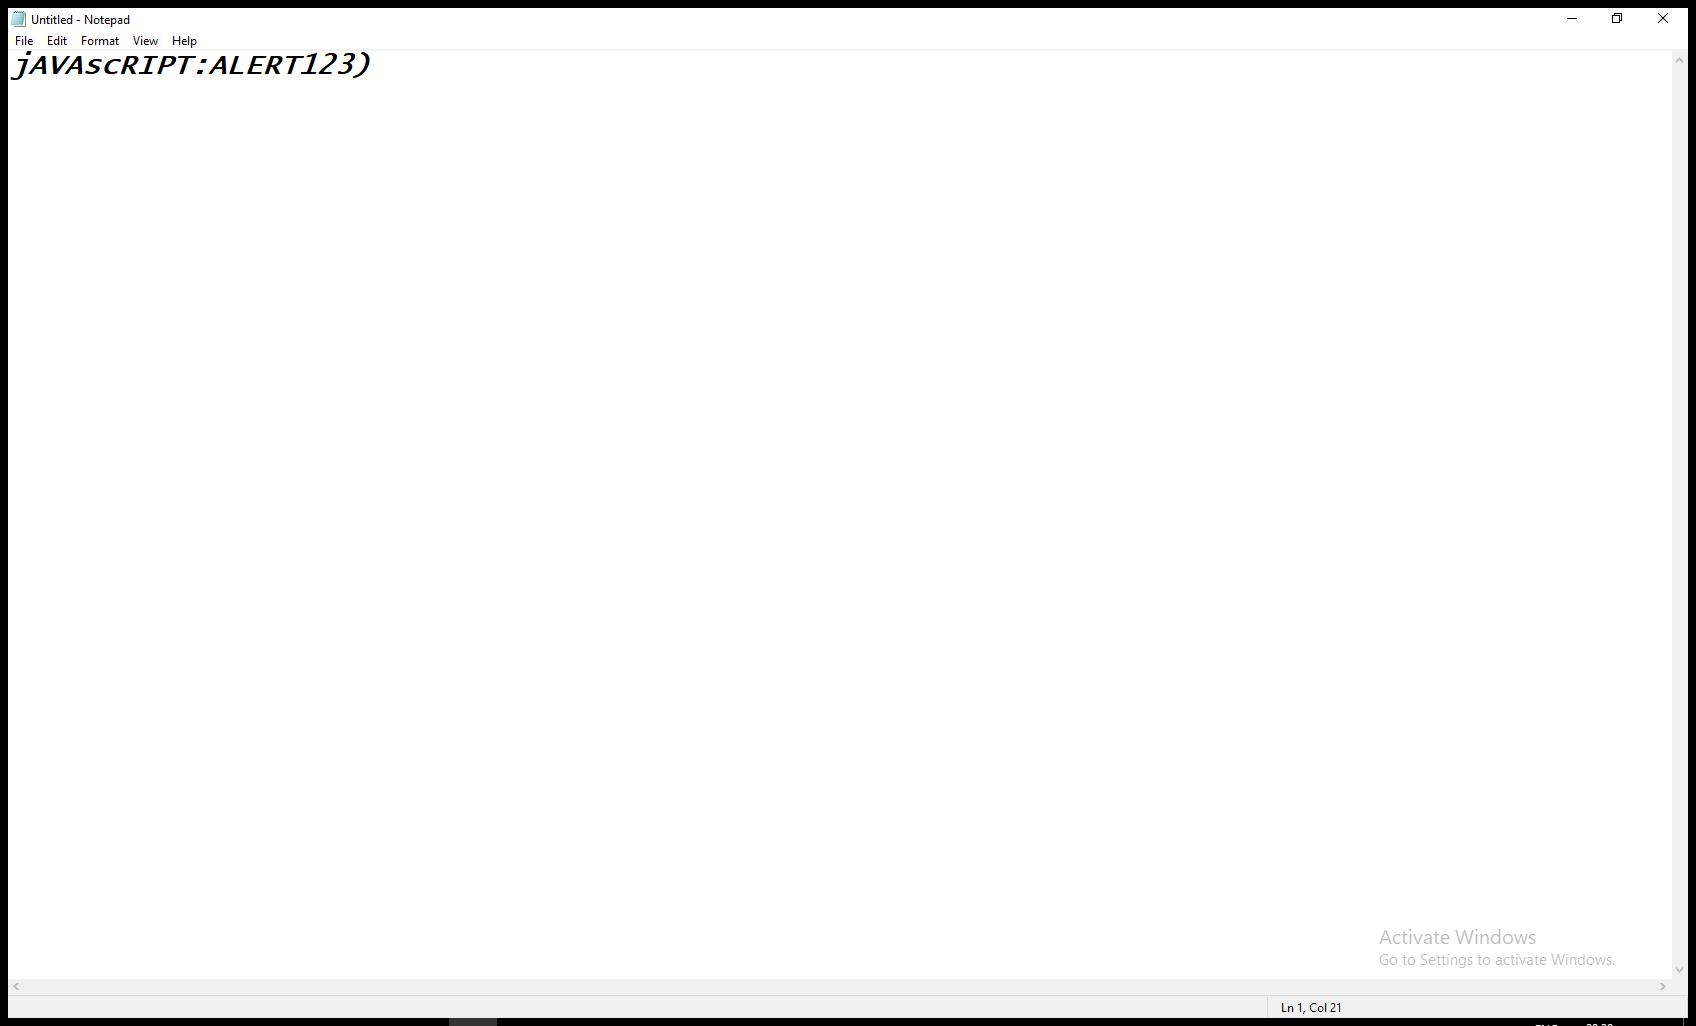 Untitled - Notepad
File Edit Format View Help
jAVAsCRIPT:ALERT123)
Activate Windows
Go to Settings to activate Windows.
Ln 1, Col 21